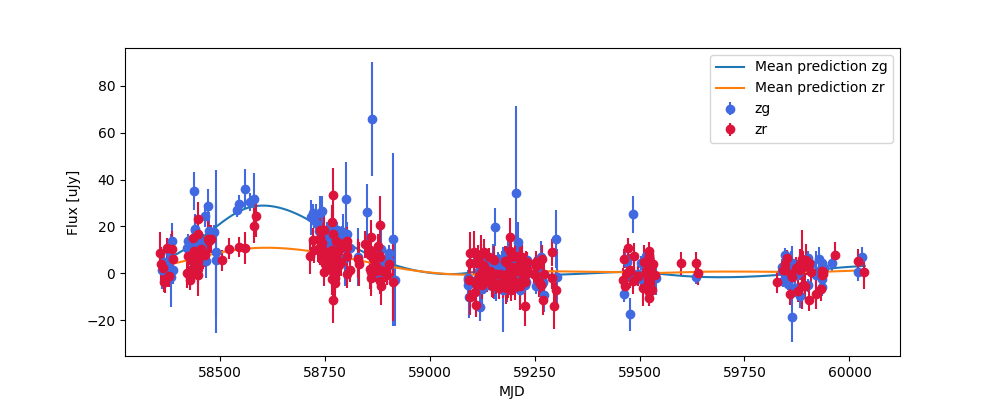 Mean prediction zg
Mean prediction zr
zg
zr
Flux [uJy]
80
60
40
20
0
−20
58500 58750 59000 59250 59500 59750 60000
MJD